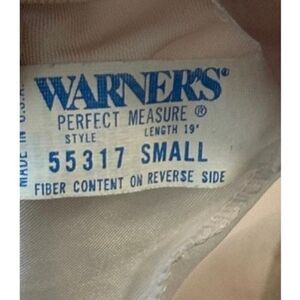 WARNER'S®
PERFECT MEASURE ®
STYLE LENGTH 19"
55317 SMALL
FIBER CONTENT ON REVERSE SIDE
MADE IN U.S.A.